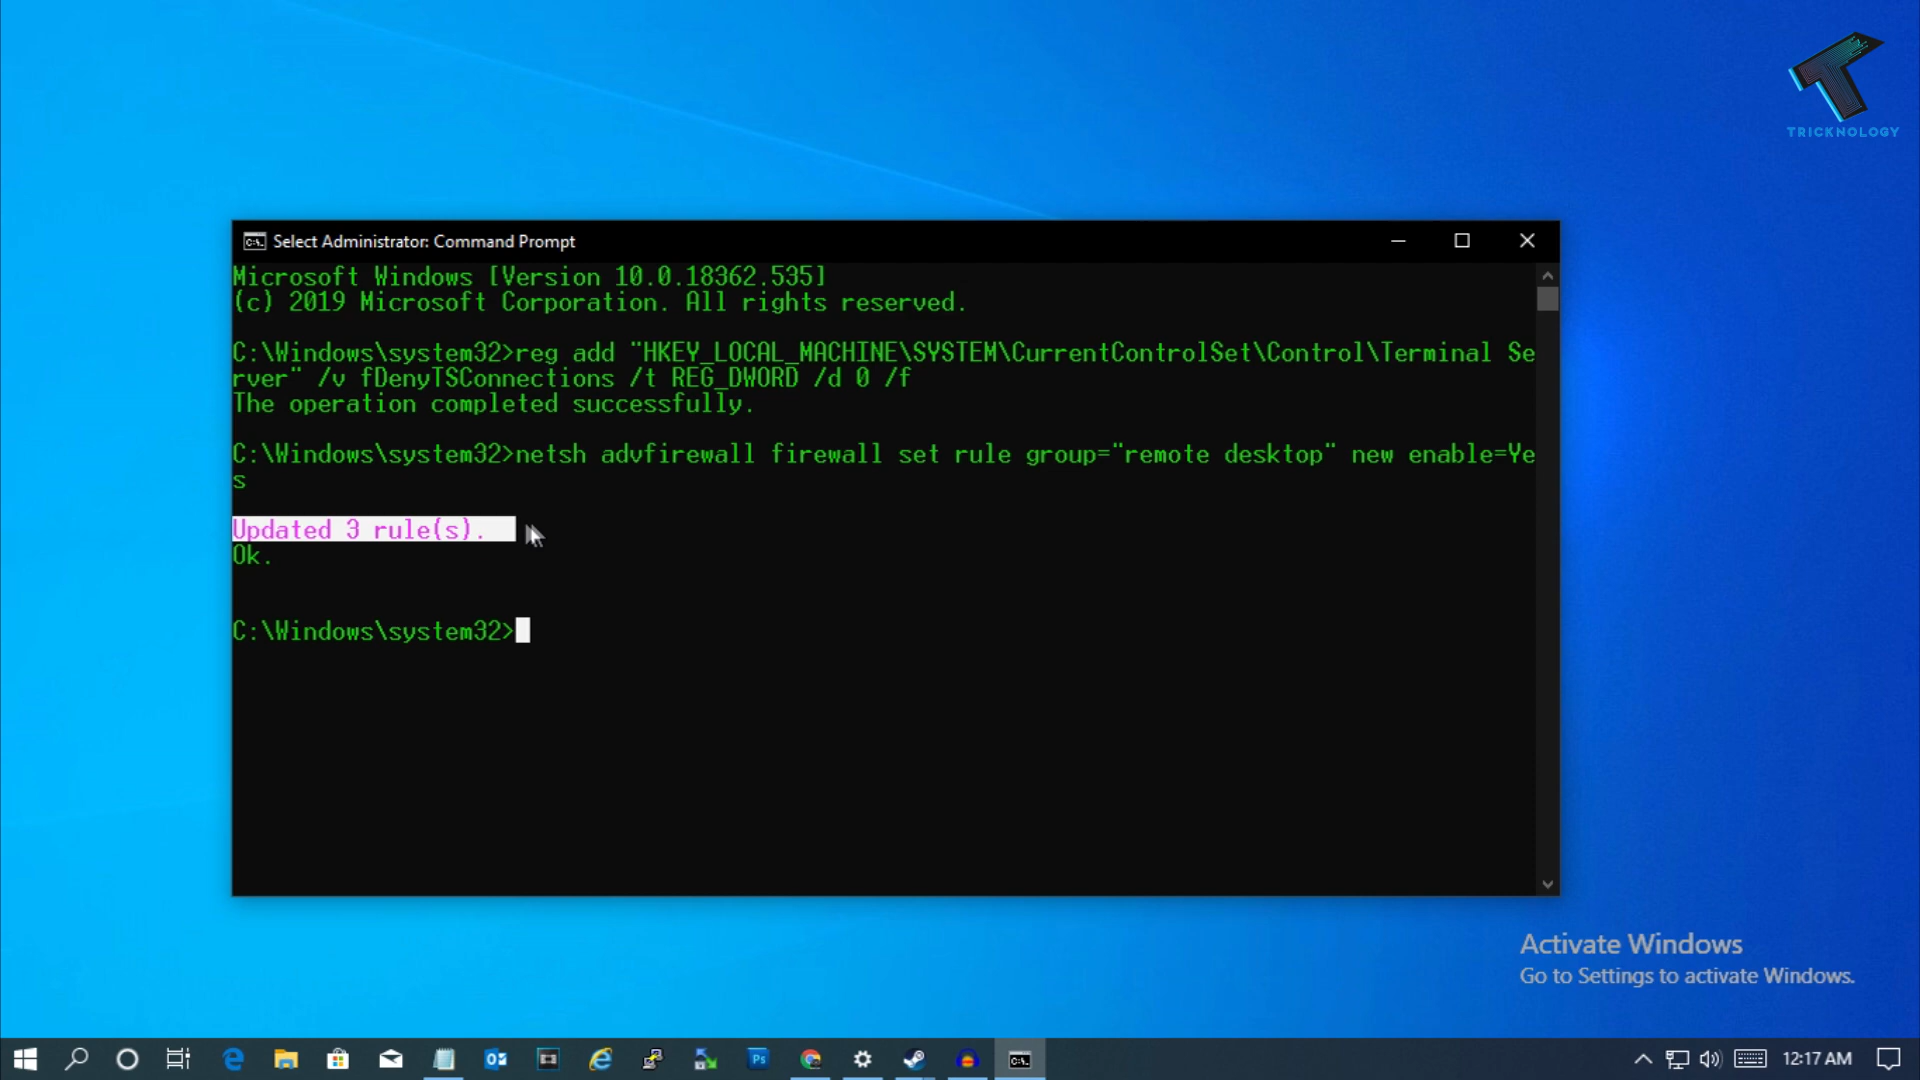 TRICKNOLOGY
Select Administrator: Command Prompt
Microsoft Windows [Version 10.0.18362.535]
(c) 2019 Microsoft Corporation. All rights reserved.
C:\Windows\system32>reg add "HKEY_LOCAL_MACHINE\SYSTEM\CurrentControlSet\Control\Terminal Se
rver" /v fDenyTSConnections /t REG_DWORD /d 0 /f
The operation completed successfully.
C:\Windows\system32>netsh advfirewall firewall set rule group="remote desktop" new enable=Ye
s
Updated 3 rule(s).
Ok.
C:\Windows\system32>
Activate Windows
Go to Settings to activate Windows.
12:17 AM